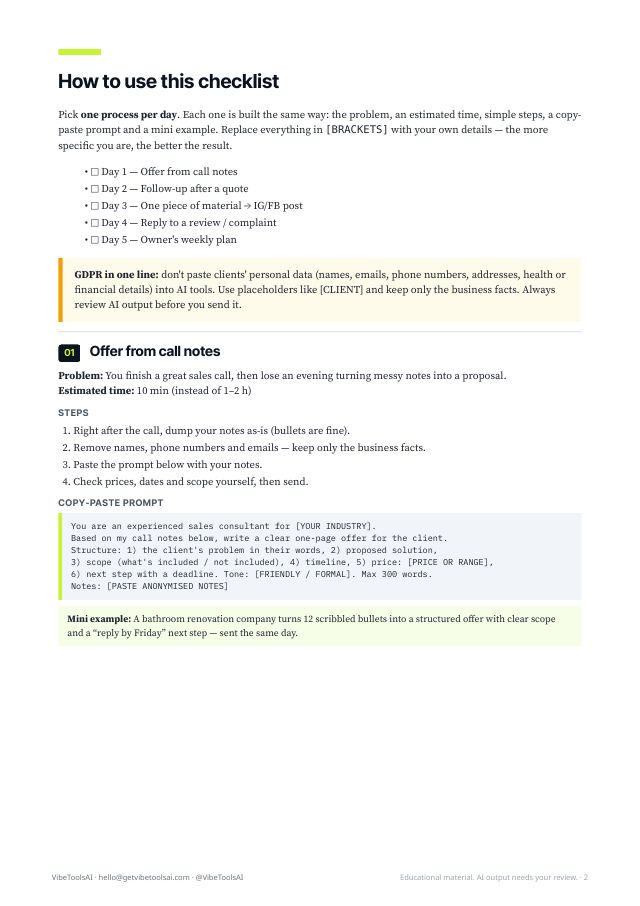 How to use this checklist
Pick one process per day. Each one is built the same way: the problem, an estimated time, simple steps, a copy-
paste prompt and a mini example. Replace everything in [BRACKETS] with your own details — the more
specific you are, the better the result.
• ☐ Day 1 — Offer from call notes
• ☐ Day 2 — Follow-up after a quote
• ☐ Day 3 — One piece of material → IG/FB post
• ☐ Day 4 — Reply to a review / complaint
• ☐ Day 5 — Owner's weekly plan
GDPR in one line: don't paste clients' personal data (names, emails, phone numbers, addresses, health or
financial details) into AI tools. Use placeholders like [CLIENT] and keep only the business facts. Always
review AI output before you send it.
01 Offer from call notes
Problem: You finish a great sales call, then lose an evening turning messy notes into a proposal.
Estimated time: 10 min (instead of 1–2 h)
STEPS
1. Right after the call, dump your notes as-is (bullets are fine).
2. Remove names, phone numbers and emails — keep only the business facts.
3. Paste the prompt below with your notes.
4. Check prices, dates and scope yourself, then send.
COPY-PASTE PROMPT
You are an experienced sales consultant for [YOUR INDUSTRY].
Based on my call notes below, write a clear one-page offer for the client.
Structure: 1) the client's problem in their words, 2) proposed solution,
3) scope (what's included / not included), 4) timeline, 5) price: [PRICE OR RANGE],
6) next step with a deadline. Tone: [FRIENDLY / FORMAL]. Max 300 words.
Notes: [PASTE ANONYMISED NOTES]
Mini example: A bathroom renovation company turns 12 scribbled bullets into a structured offer with clear scope
and a “reply by Friday” next step — sent the same day.
VibeToolsAI · hello@getvibetoolsai.com · @VibeToolsAI
Educational material. AI output needs your review. · 2